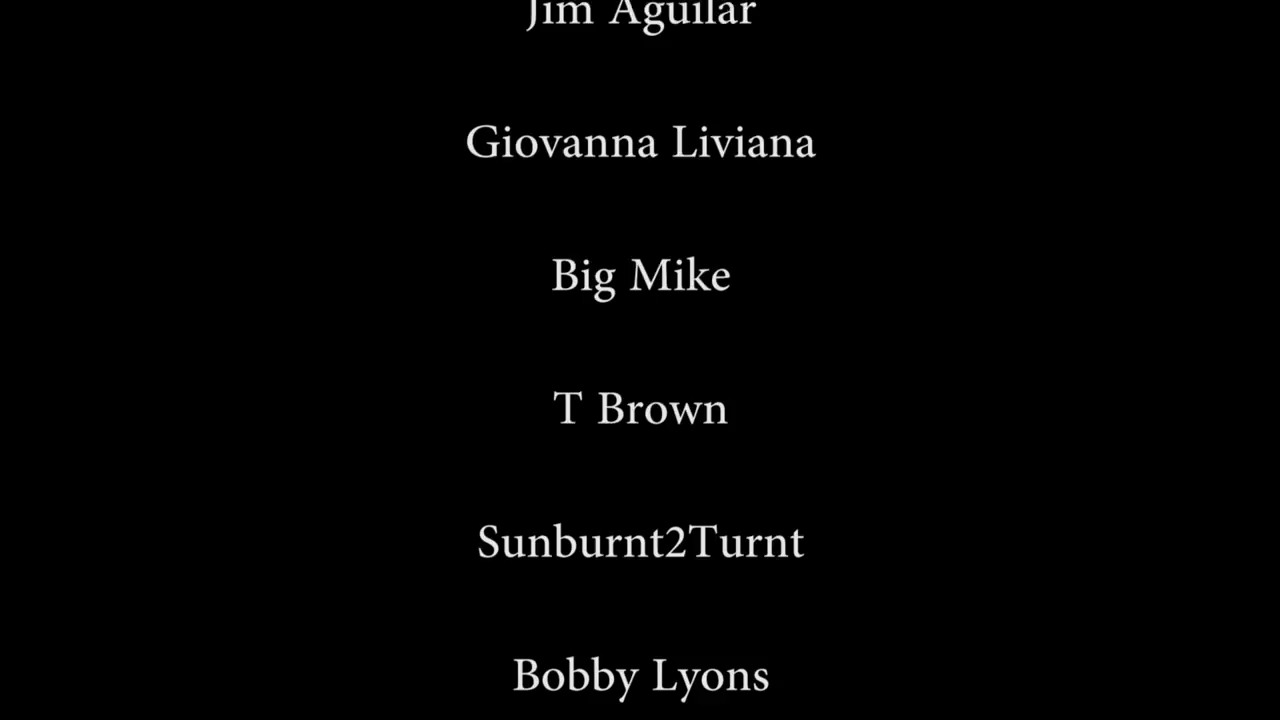 Jim Aguilar
Giovanna Liviana
Big Mike
T Brown
Sunburnt2Turnt
Bobby Lyons